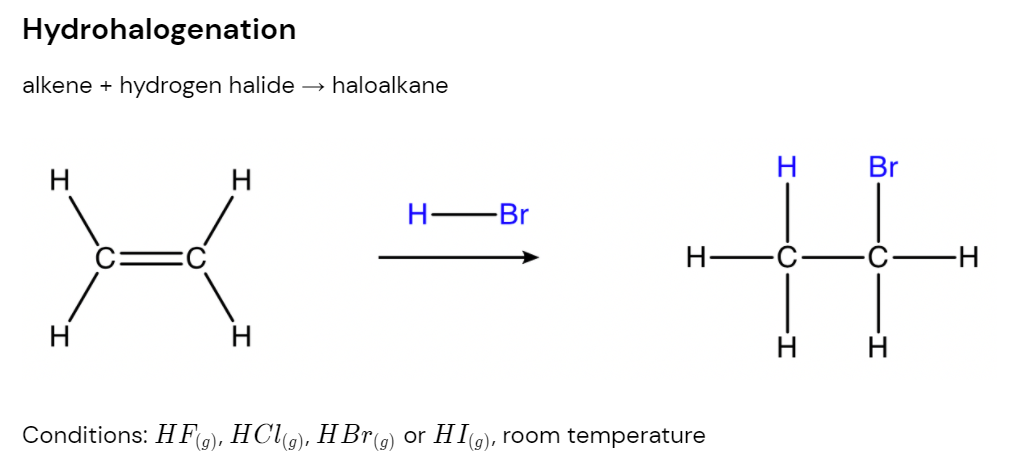 Hydrohalogenation
alkene + hydrogen halide → haloalkane
H H H Br
H—Br
C=C H—C—C—H
H H H H
Conditions: HF(g), HCl(g), HBr(g) or HI(g), room temperature